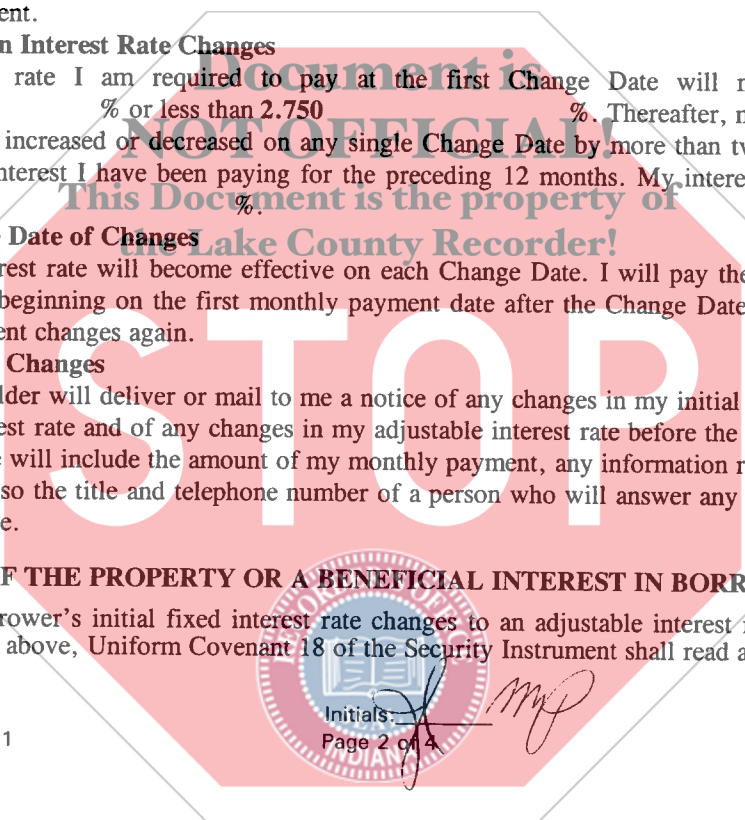 ent.
n Interest Rate Changes
rate I am required to pay at the first Change Date will
% or less than 2.750 %. Thereafter,
increased or decreased on any single Change Date by more than
nterest I have been paying for the preceding 12 months. My
%.
Date of Changes
rest rate will become effective on each Change Date. I will pay the
beginning on the first monthly payment date after the Change Date
ent changes again.
Changes
lder will deliver or mail to me a notice of any changes in my initial
est rate and of any changes in my adjustable interest rate before the
will include the amount of my monthly payment, any information
so the title and telephone number of a person who will answer any
e.
F THE PROPERTY OR A BENEFICIAL INTEREST IN BORR
rower's initial fixed interest rate changes to an adjustable interest
above, Uniform Covenant 18 of the Security Instrument shall read
Initials:
1
Page 2 of 4
Document is
NOT OFFICIAL!
This Document is the property of
the Lake County Recorder!
STOP
SEAL
INDIANA